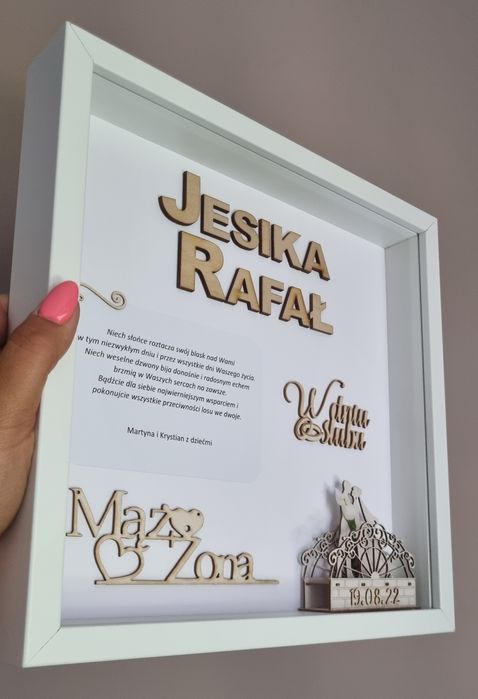 JESIKA
RAFAŁ
Niech słońce roztacza swój blask nad Wami
w tym niezwykłym dniu i przez wszystkie dni Waszego życia.
Niech weselne dzwony biją donośnie i radosnym echem
brzmią w Waszych sercach na zawsze.
Bądźcie dla siebie najwierniejszym wsparciem i
pokonujcie wszystkie przeciwności losu we dwoje.
Martyna i Krystian z dziećmi
W dniu
ślubu
Mąż
Żona
19.08.22